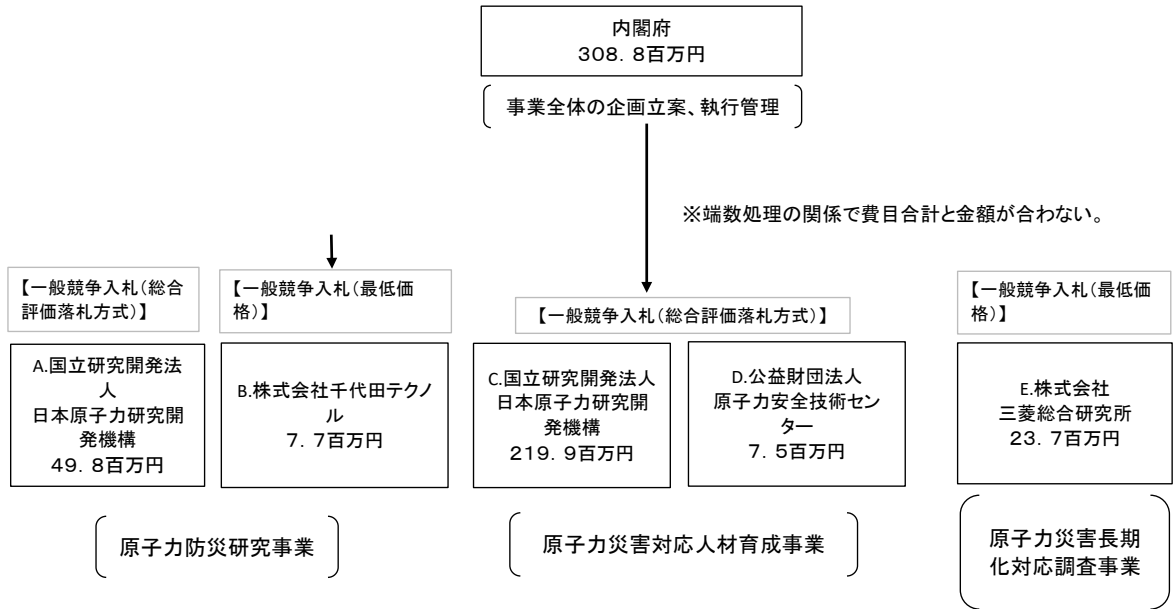 内閣府
308．8百万円
事業全体の企画立案、執行管理
※端数処理の関係で費目合計と金額が合わない。
【一般競争入札（総合
評価落札方式）】
【一般競争入札（最低価
格）】
【一般競争入札（総合評価落札方式）】
【一般競争入札（最低価
格）】
A.国立研究開発法
人
日本原子力研究開
発機構
49．8百万円
B.株式会社千代田テクノ
ル
7．7百万円
C.国立研究開発法人
日本原子力研究開
発機構
219．9百万円
D.公益財団法人
原子力安全技術セン
ター
7．5百万円
E.株式会社
三菱総合研究所
23．7百万円
原子力防災研究事業
原子力災害対応人材育成事業
原子力災害長期
化対応調査事業